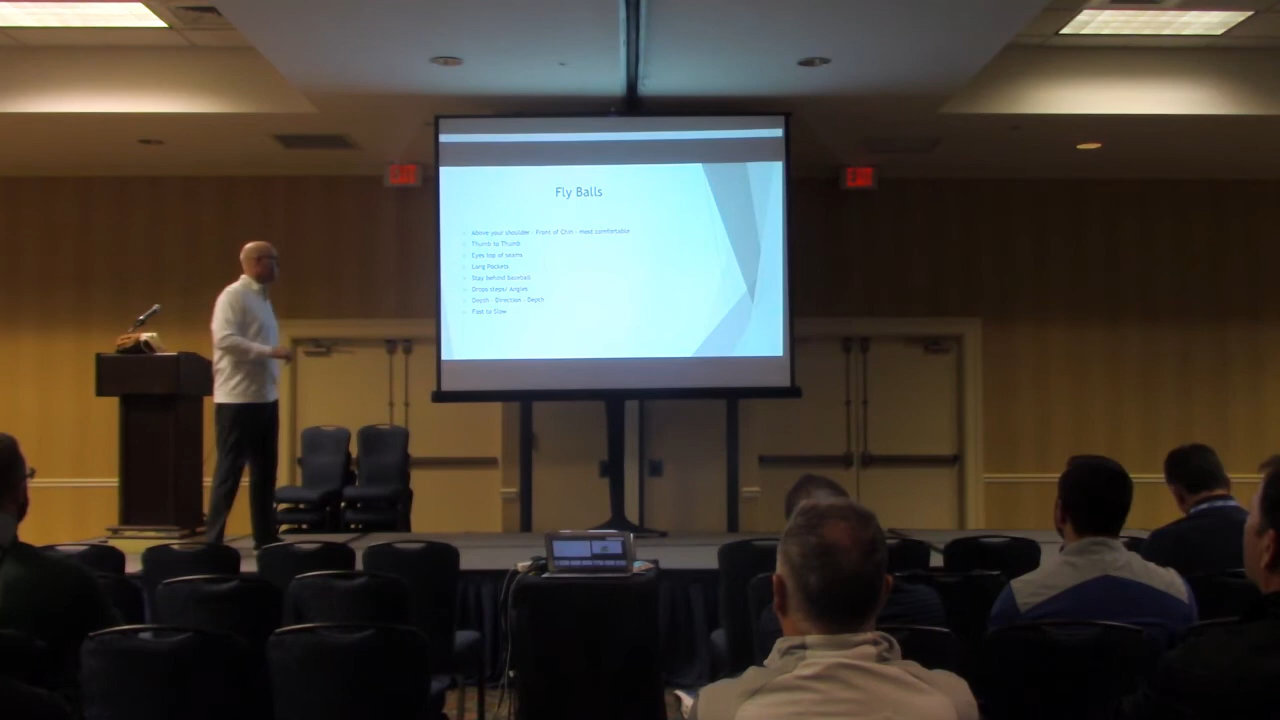 Fly Balls
Above your shoulder - Front of Chin - most comfortable
Thumb to Thumb
Eyes top of seams
Long Pockets
Stay behind baseball
Drops steps/ Angles
Depth - Direction - Depth
Fast to Slow
EXIT